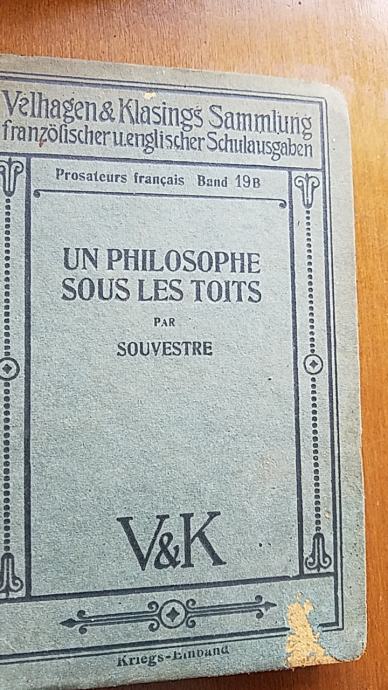 Velhagen & Klasings Sammlung
französischer u. englischer Schulausgaben
Prosateurs français Band 19B
UN PHILOSOPHE
SOUS LES TOITS
PAR
SOUVESTRE
V&K
Kriegs-Einband